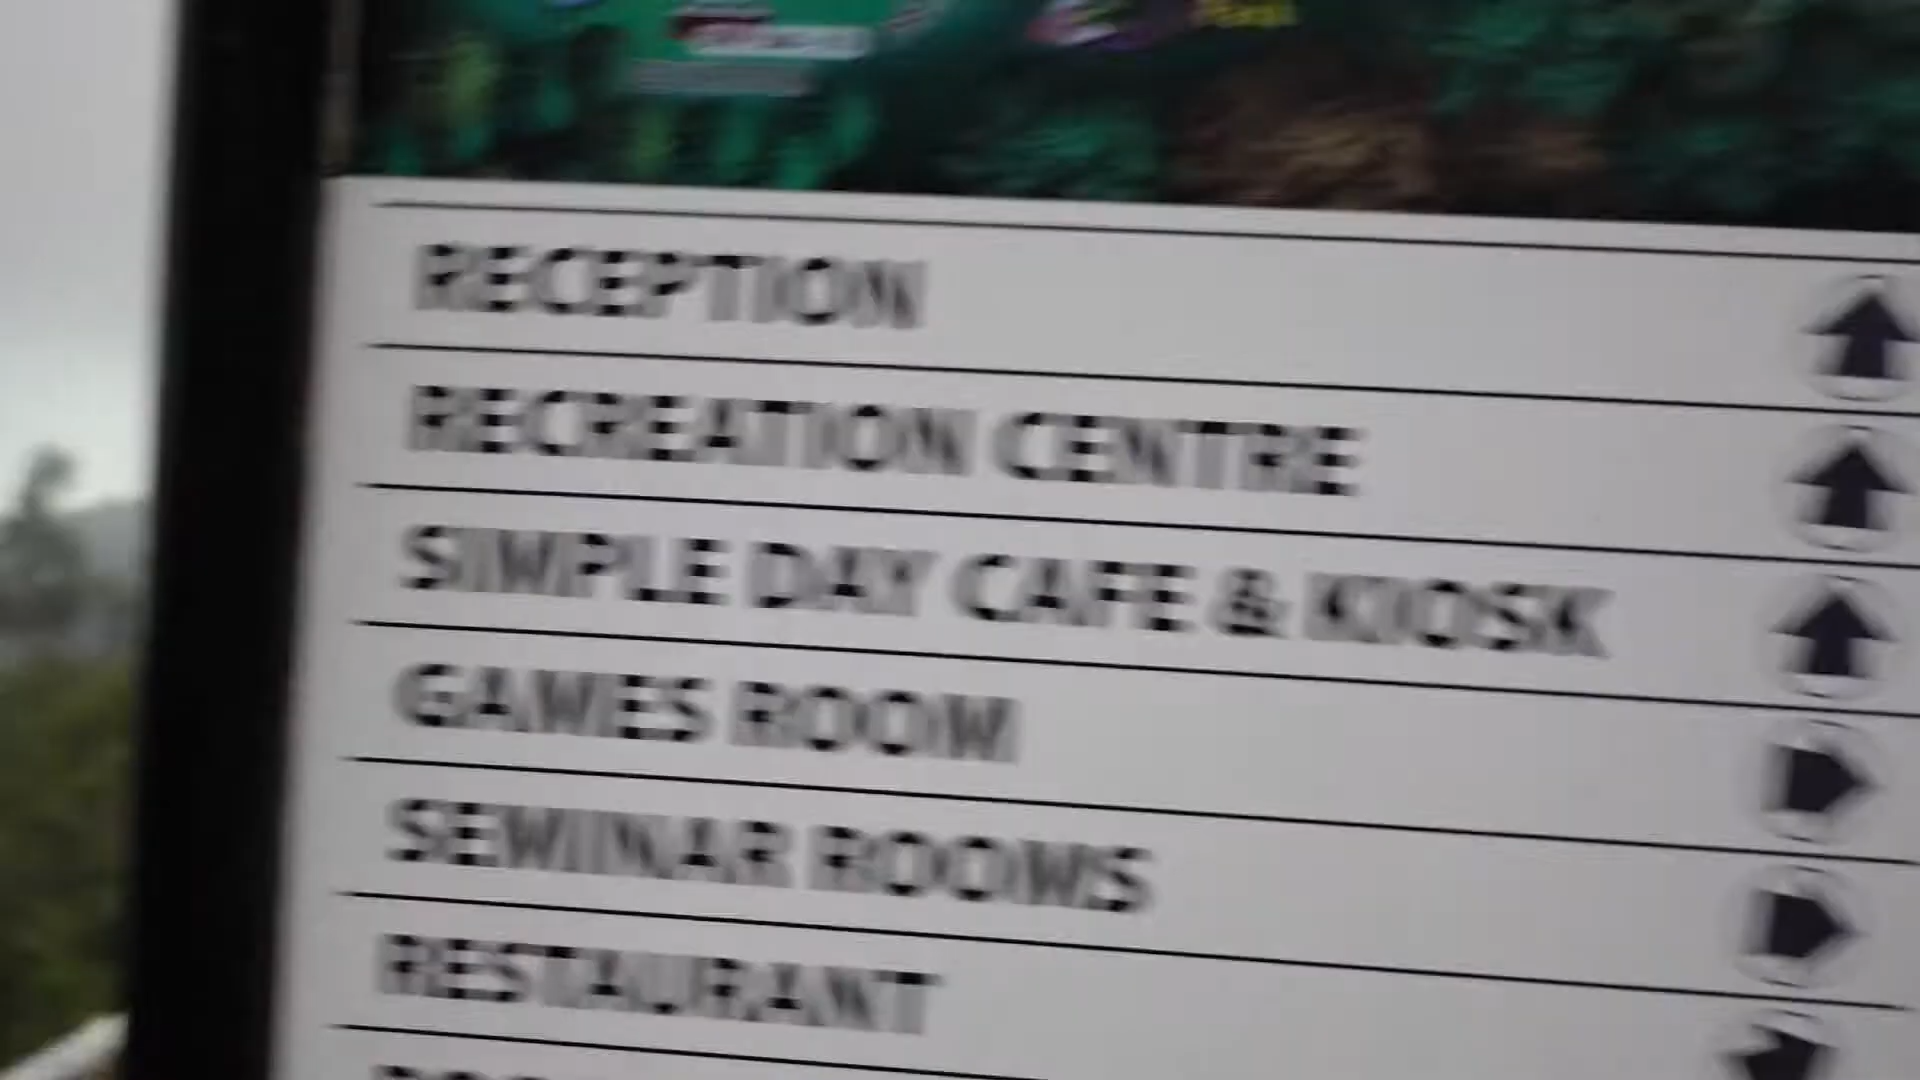 RECEPTION
RECREATION CENTRE
SIMPLE DAY CAFE & KIOSK
GAMES ROOM
SEMINAR ROOMS
RESTAURANT